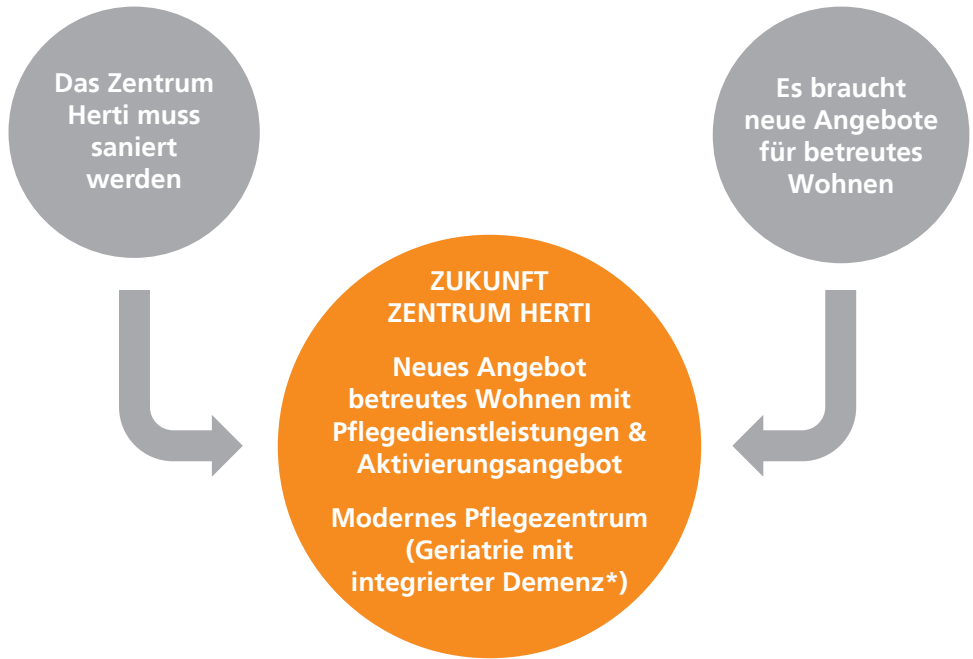 Das Zentrum
Herti muss
saniert
werden
Es braucht
neue Angebote
für betreutes
Wohnen
ZUKUNFT
ZENTRUM HERTI
Neues Angebot
betreutes Wohnen mit
Pflegedienstleistungen &
Aktivierungsangebot
Modernes Pflegezentrum
(Geriatrie mit
integrierter Demenz*)